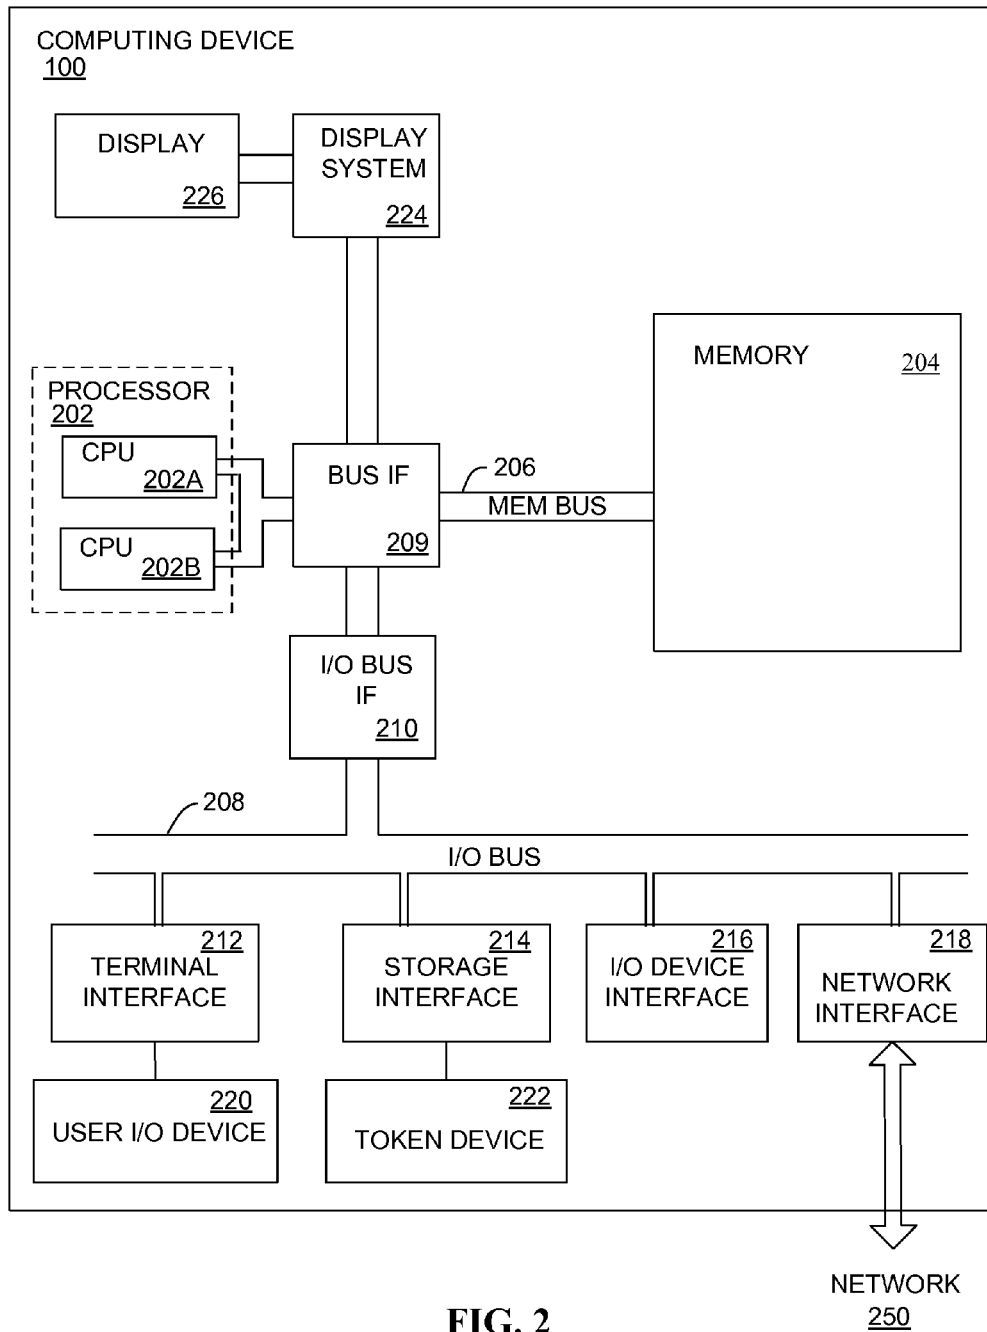 COMPUTING DEVICE
100
DISPLAY
226
DISPLAY
SYSTEM
224
MEMORY
204
PROCESSOR
202
CPU
202A
CPU
202B
BUS IF
209
206
MEM BUS
I/O BUS
IF
210
208
I/O BUS
212
TERMINAL
INTERFACE
214
STORAGE
INTERFACE
216
I/O DEVICE
INTERFACE
218
NETWORK
INTERFACE
220
USER I/O DEVICE
222
TOKEN DEVICE
NETWORK
250
FIG. 2